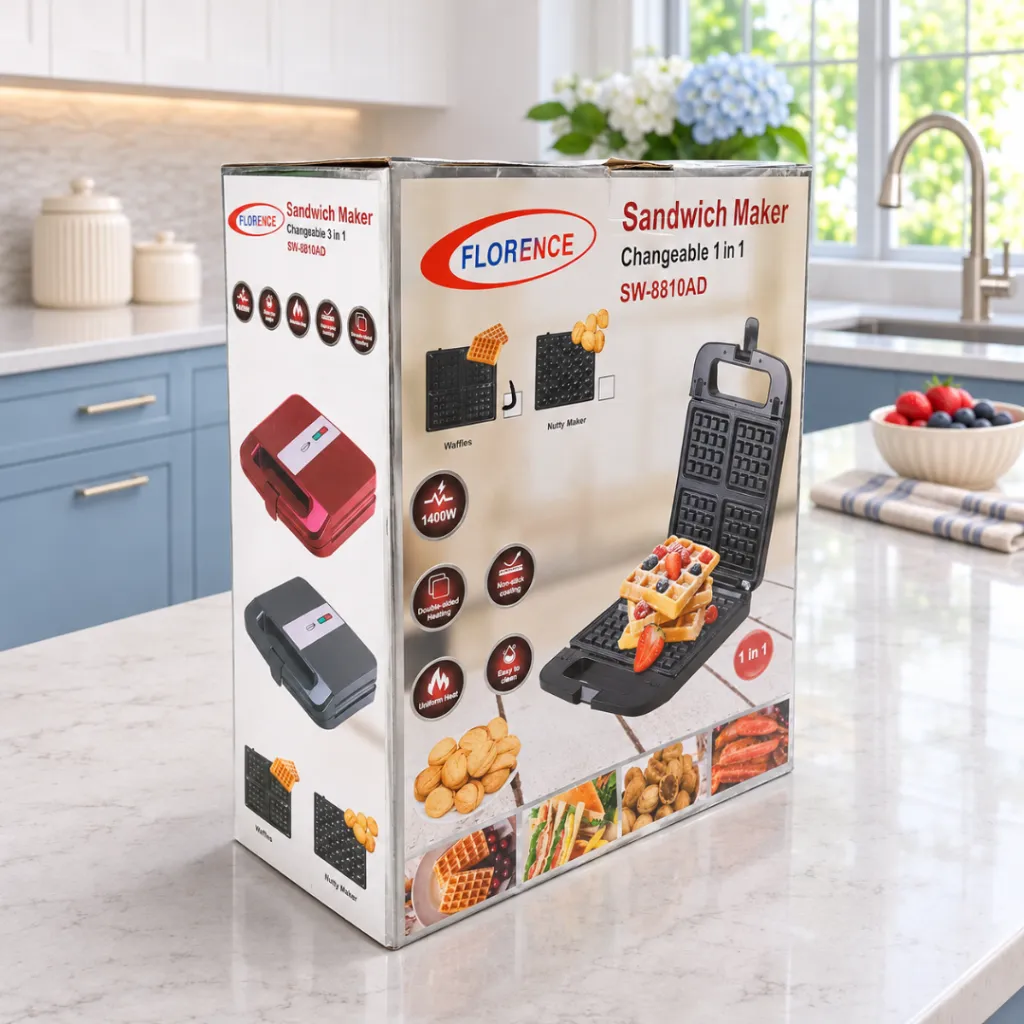 FLORENCE
Sandwich Maker
Changeable 3 in 1
SW-8810AD
1400W
Waffles
Nutty Maker
FLORENCE
Sandwich Maker
Changeable 1 in 1
SW-8810AD
Waffles
Nutty Maker
1400W
Double-sided
Heating
Non-stick
coating
Uniform Heat
Easy to
clean
1 in 1